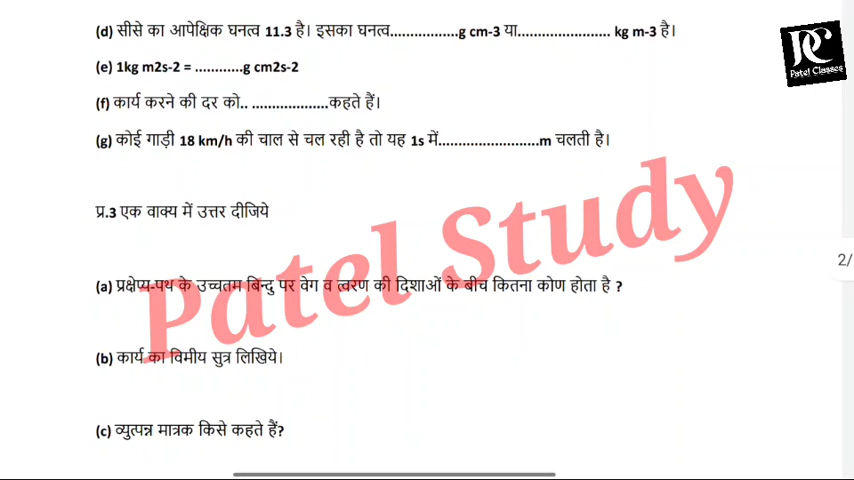 (d) सीसे का आपेक्षिक घनत्व 11.3 है। इसका घनत्व.................g cm-3 या....................... kg m-3 है।
PC
Patel Classes
(e) 1kg m2s-2 = ............g cm2s-2
(f) कार्य करने की दर को.. ...................कहते हैं।
(g) कोई गाड़ी 18 km/h की चाल से चल रही है तो यह 1s में.........................m चलती है।
प्र.3 एक वाक्य में उत्तर दीजिये
Patel Study
2/
(a) प्रक्षेप्य-पथ के उच्चतम बिन्दु पर वेग व त्वरण की दिशाओं के बीच कितना कोण होता है ?
(b) कार्य का विमीय सुत्र लिखिये।
(c) व्युत्पन्न मात्रक किसे कहते हैं?